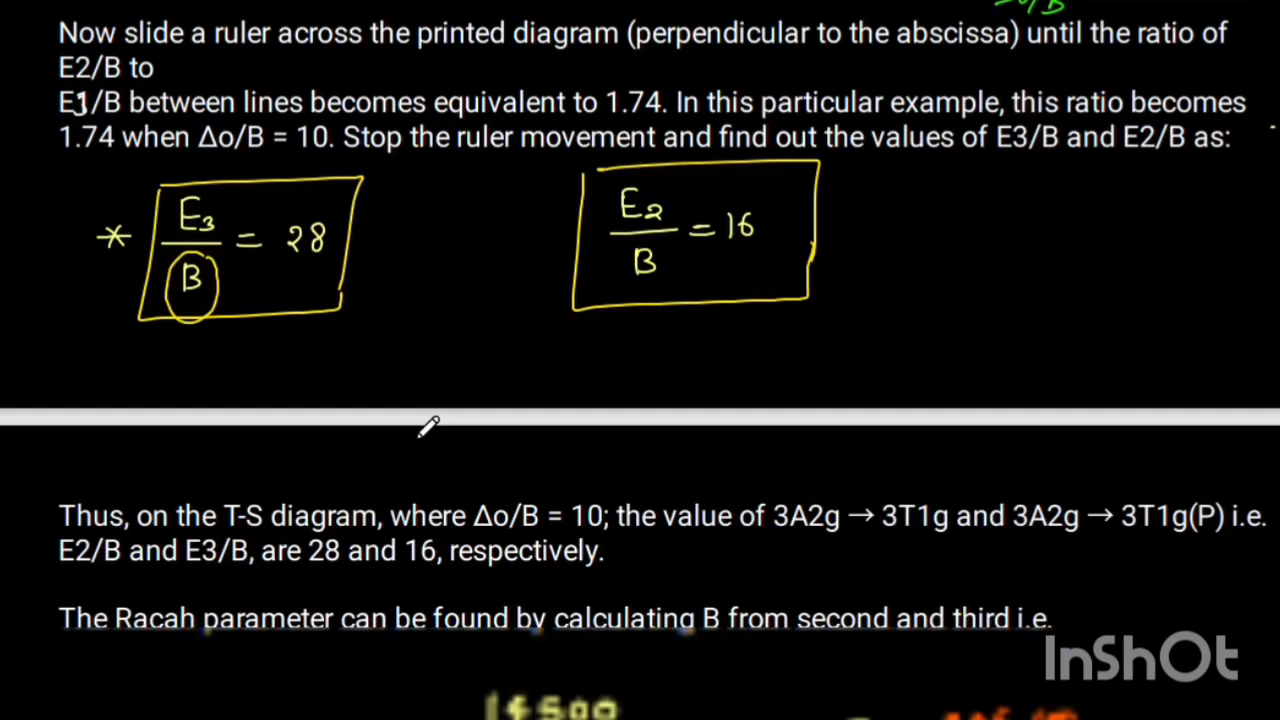 Now slide a ruler across the printed diagram (perpendicular to the abscissa) until the ratio of
E2/B to
E1/B between lines becomes equivalent to 1.74. In this particular example, this ratio becomes
1.74 when Δo/B = 10. Stop the ruler movement and find out the values of E3/B and E2/B as:
* E3/B = 28
E2/B = 16
Thus, on the T-S diagram, where Δo/B = 10; the value of 3A2g → 3T1g and 3A2g → 3T1g(P) i.e.
E2/B and E3/B, are 28 and 16, respectively.
The Racah parameter can be found by calculating B from second and third i.e.
InShOt